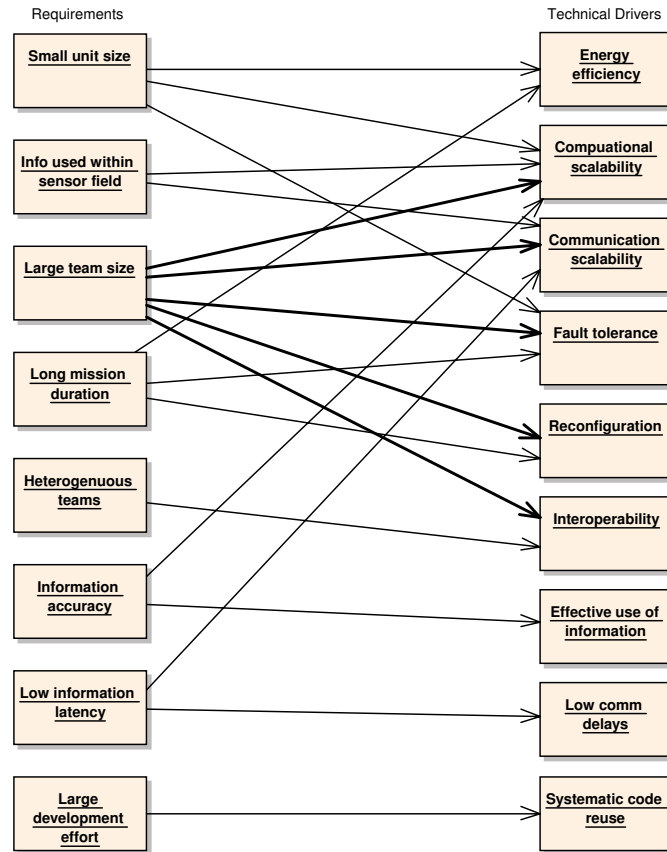 Requirements
Technical Drivers
Small unit size
Info used within
sensor field
Large team size
Long mission
duration
Heterogenuous
teams
Information
accuracy
Low information
latency
Large
development
effort
Energy
efficiency
Compuational
scalability
Communication
scalability
Fault tolerance
Reconfiguration
Interoperability
Effective use of
information
Low comm
delays
Systematic code
reuse